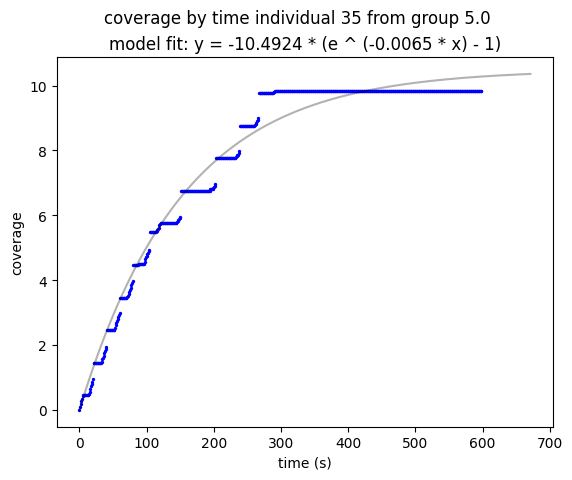 coverage by time individual 35 from group 5.0
model fit: y = -10.4924 * (e ^ (-0.0065 * x) - 1)
10
8
6
4
2
0
coverage
0 100 200 300 400 500 600 700
time (s)